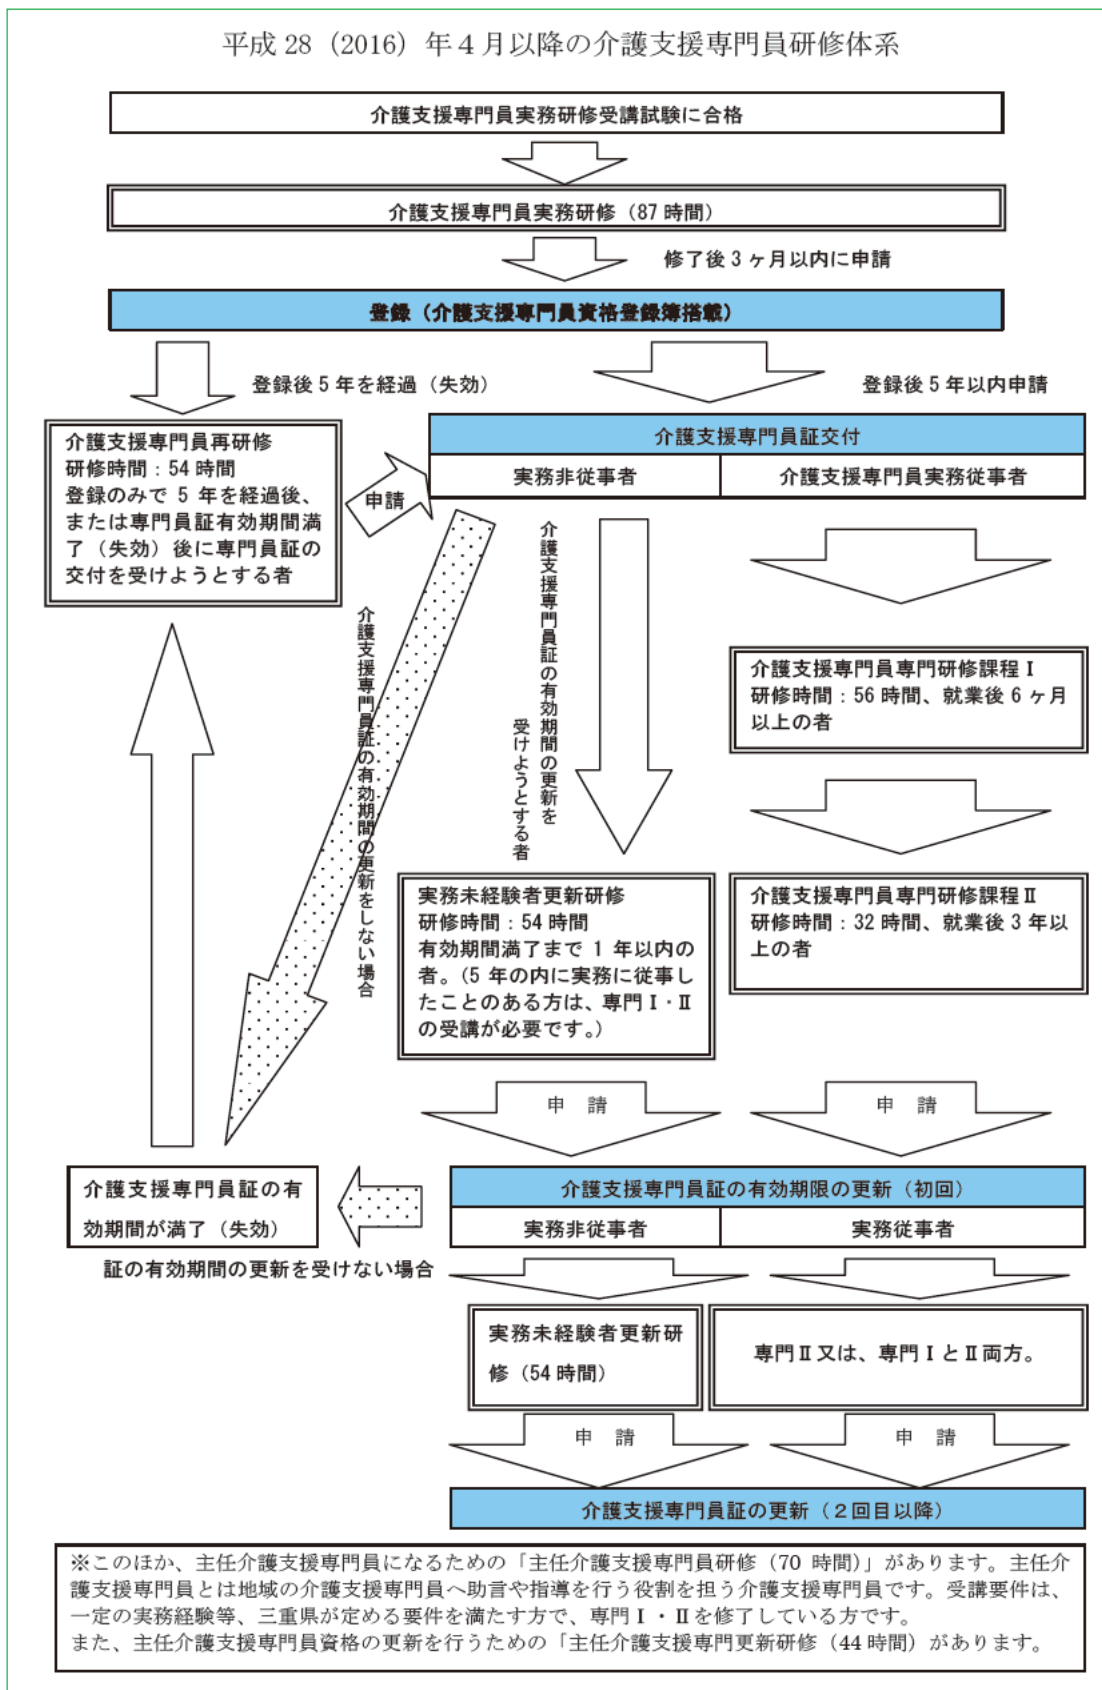 平成 28（2016）年４月以降の介護支援専門員研修体系
介護支援専門員実務研修受講試験に合格
介護支援専門員実務研修（87 時間）
修了後 3 ヶ月以内に申請
登録（介護支援専門員資格登録簿搭載）
登録後 5 年を経過（失効）
登録後 5 年以内申請
介護支援専門員再研修
研修時間：54 時間
登録のみで 5 年を経過後、
または専門員証有効期間満
了（失効）後に専門員証の
交付を受けようとする者
申請
介護支援専門員証交付
実務非従事者
介護支援専門員実務従事者
介護支援専門員証の有効期間の更新をしない場合
介護支援専門員証の有効期間の更新を
受けようとする者
介護支援専門員専門研修課程Ⅰ
研修時間：56 時間、就業後 6 ヶ月
以上の者
実務未経験者更新研修
研修時間：54 時間
有効期間満了まで 1 年以内の
者。（5 年の内に実務に従事し
たことのある方は、専門Ⅰ・Ⅱ
の受講が必要です。）
介護支援専門員専門研修課程Ⅱ
研修時間：32 時間、就業後 3 年以
上の者
申　請
申　請
介護支援専門員証の有
効期間が満了（失効）
証の有効期間の更新を受けない場合
介護支援専門員証の有効期限の更新（初回）
実務非従事者
実務従事者
実務未経験者更新研
修（54 時間）
専門Ⅱ又は、専門ⅠとⅡ両方。
申　請
申　請
介護支援専門員証の更新（２回目以降）
※このほか、主任介護支援専門員になるための「主任介護支援専門員研修（70 時間）」があります。主任介
護支援専門員とは地域の介護支援専門員へ助言や指導を行う役割を担う介護支援専門員です。受講要件は、
一定の実務経験等、三重県が定める要件を満たす方で、専門Ⅰ・Ⅱを修了している方です。
また、主任介護支援専門員資格の更新を行うための「主任介護支援専門更新研修（44 時間）があります。